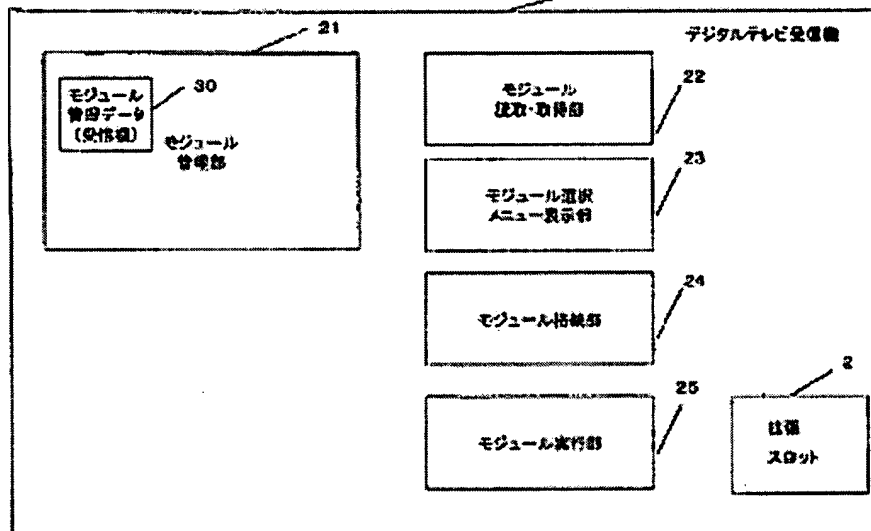 デジタルテレビ受信機
21
モジュール
管理データ
(受信機)
30
モジュール
管理部
モジュール
読取・取得部
22
モジュール選択
メニュー表示部
23
モジュール格納部
24
モジュール実行部
25
2
拡張
スロット